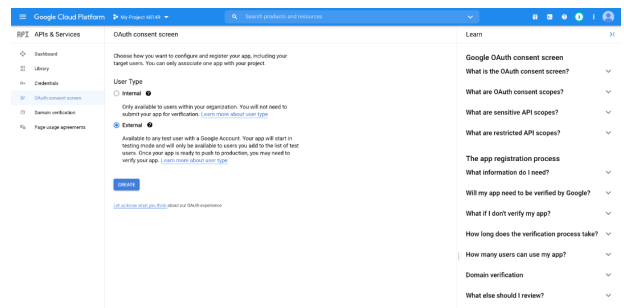 Google Cloud Platform
My Project 48148
Search products and resources
API APIs & Services
OAuth consent screen
Learn
Dashboard
Library
Credentials
OAuth consent screen
Domain verification
Page usage agreements
Choose how you want to configure and register your app, including your
target users. You can only associate one app with your project.
User Type
Internal
Only available to users within your organization. You will not need to
submit your app for verification. Learn more about user type
External
Available to any test user with a Google Account. Your app will start in
testing mode and will only be available to users you add to the list of test
users. Once your app is ready to push to production, you may need to
verify your app. Learn more about user type
CREATE
Let us know what you think about our OAuth experience
Google OAuth consent screen
What is the OAuth consent screen?
What are OAuth consent scopes?
What are sensitive API scopes?
What are restricted API scopes?
The app registration process
What information do I need?
Will my app need to be verified by Google?
What if I don't verify my app?
How long does the verification process take?
How many users can use my app?
Domain verification
What else should I review?